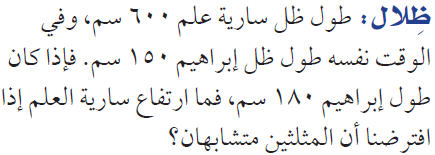 ظِلال: طول ظل سارية علم ٦٠٠ سم، وفي
الوقت نفسه طول ظل إبراهيم ١٥٠ سم. فإذا كان
طول إبراهيم ١٨٠ سم، فما ارتفاع سارية العلم إذا
افترضنا أن المثلثين متشابهان؟